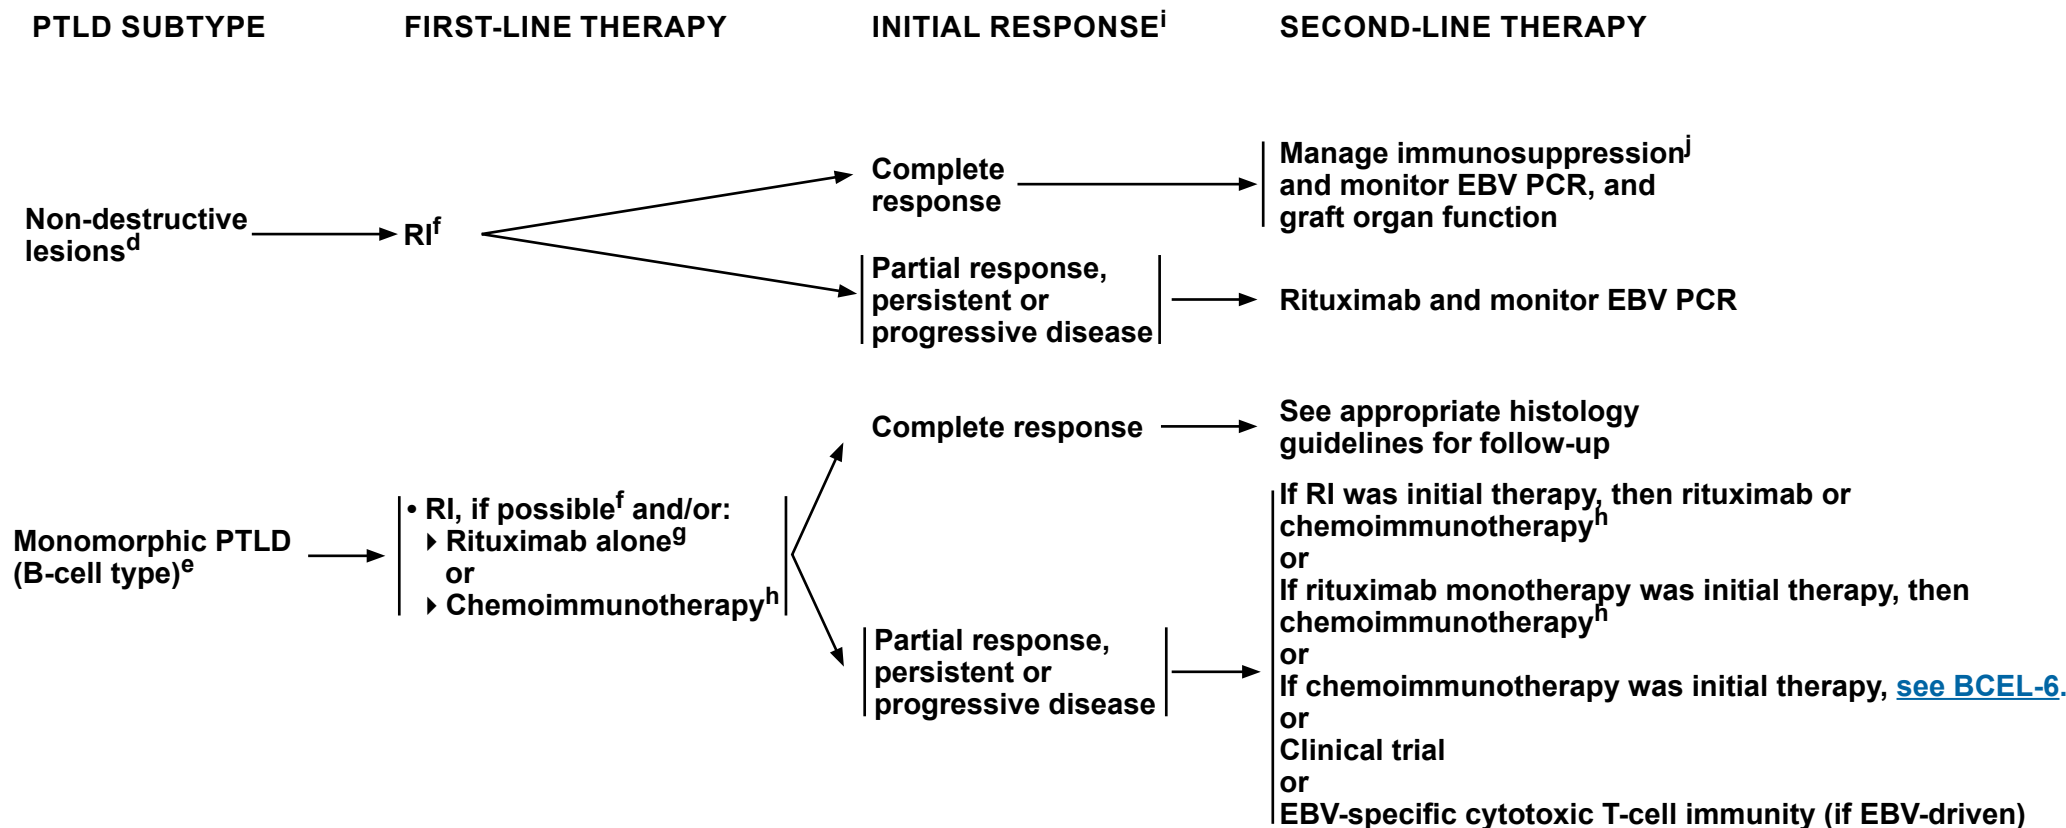 PTLD SUBTYPE
FIRST-LINE THERAPY
INITIAL RESPONSEi
SECOND-LINE THERAPY
Non-destructive
lesionsd
RIf
Complete
response
Manage immunosuppressionj
and monitor EBV PCR, and
graft organ function
Partial response,
persistent or
progressive disease
Rituximab and monitor EBV PCR
Monomorphic PTLD
(B-cell type)e
• RI, if possiblef and/or:
Rituximab aloneg
or
Chemoimmunotherapyh
Complete response
See appropriate histology
guidelines for follow-up
Partial response,
persistent or
progressive disease
If RI was initial therapy, then rituximab or
chemoimmunotherapyh
or
If rituximab monotherapy was initial therapy, then
chemoimmunotherapyh
or
If chemoimmunotherapy was initial therapy, see BCEL-6.
or
Clinical trial
or
EBV-specific cytotoxic T-cell immunity (if EBV-driven)